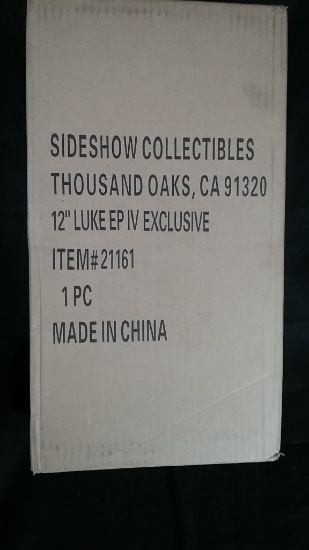 SIDESHOW COLLECTIBLES
THOUSAND OAKS, CA 91320
12" LUKE EP IV EXCLUSIVE
ITEM# 21161
1 PC
MADE IN CHINA